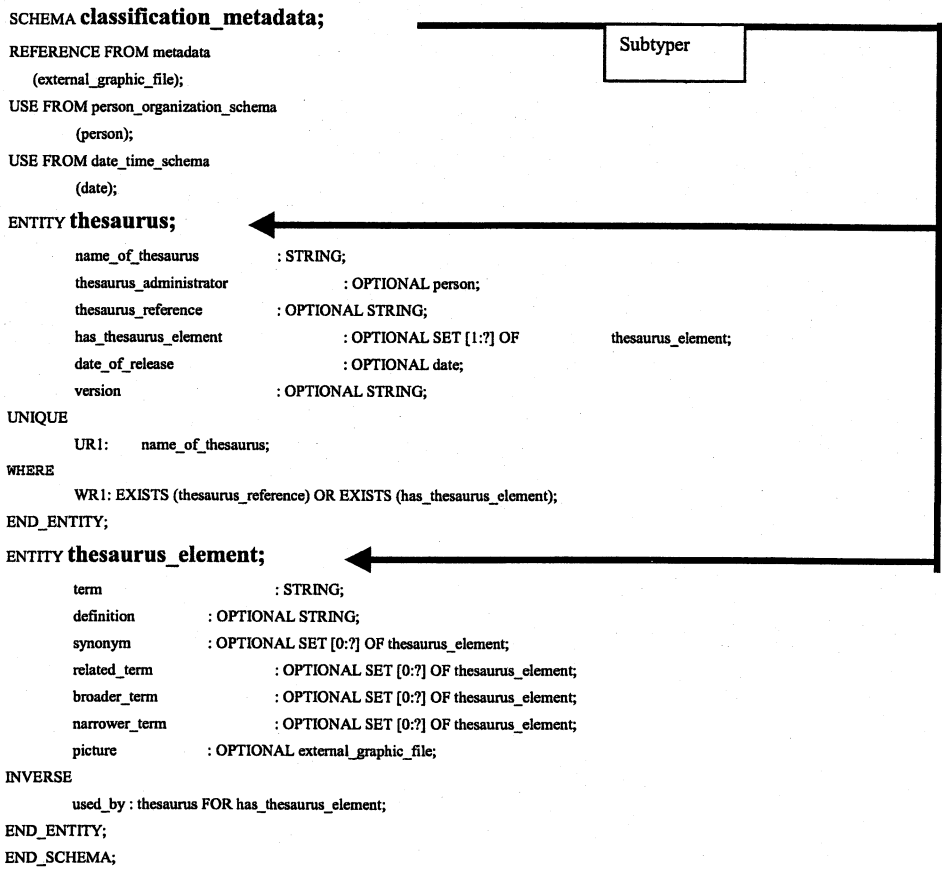 SCHEMA classification_metadata;
Subtyper
REFERENCE FROM metadata
(external_graphic_file);
USE FROM person_organization_schema
(person);
USE FROM date_time_schema
(date);
ENTITY thesaurus;
name_of_thesaurus : STRING;
thesaurus_administrator : OPTIONAL person;
thesaurus_reference : OPTIONAL STRING;
has_thesaurus_element : OPTIONAL SET [1:?] OF thesaurus_element;
date_of_release : OPTIONAL date;
version : OPTIONAL STRING;
UNIQUE
UR1: name_of_thesaurus;
WHERE
WR1: EXISTS (thesaurus_reference) OR EXISTS (has_thesaurus_element);
END_ENTITY;
ENTITY thesaurus_element;
term : STRING;
definition : OPTIONAL STRING;
synonym : OPTIONAL SET [0:?] OF thesaurus_element;
related_term : OPTIONAL SET [0:?] OF thesaurus_element;
broader_term : OPTIONAL SET [0:?] OF thesaurus_element;
narrower_term : OPTIONAL SET [0:?] OF thesaurus_element;
picture : OPTIONAL external_graphic_file;
INVERSE
used_by : thesaurus FOR has_thesaurus_element;
END_ENTITY;
END_SCHEMA;